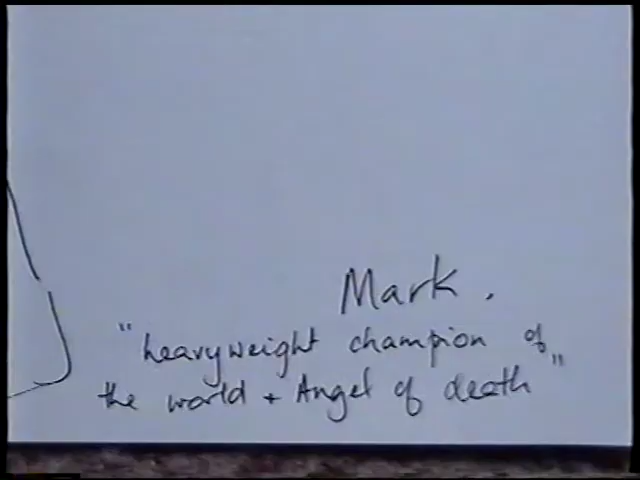 Mark.
"heavyweight champion of
the world + Angel of death"